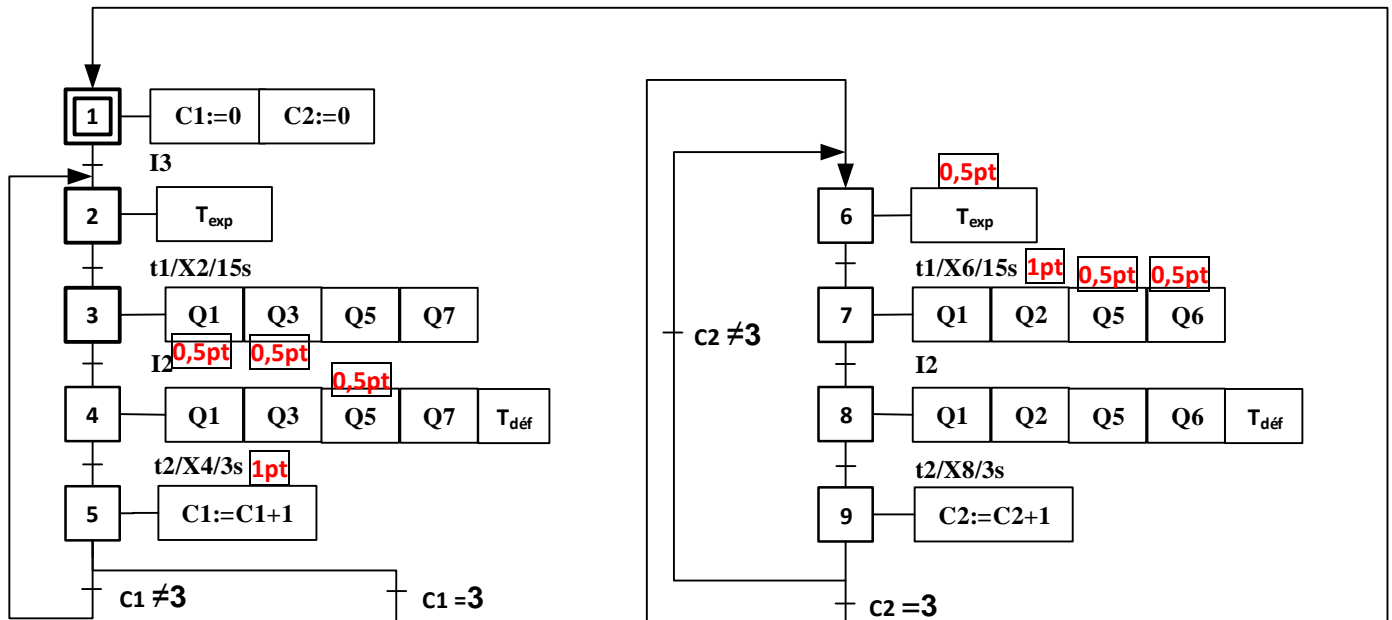 1
C1:=0 C2:=0
I3
2
Texp
t1/X2/15s
3
Q1 Q3 Q5 Q7
I2
0,5pt 0,5pt
0,5pt
4
Q1 Q3 Q5 Q7 Tdéf
t2/X4/3s 1pt
5
C1:=C1+1
C1 ≠3
C1 =3
0,5pt
6
Texp
t1/X6/15s 1pt 0,5pt 0,5pt
7
Q1 Q2 Q5 Q6
C2 ≠3
I2
8
Q1 Q2 Q5 Q6 Tdéf
t2/X8/3s
9
C2:=C2+1
C2 =3